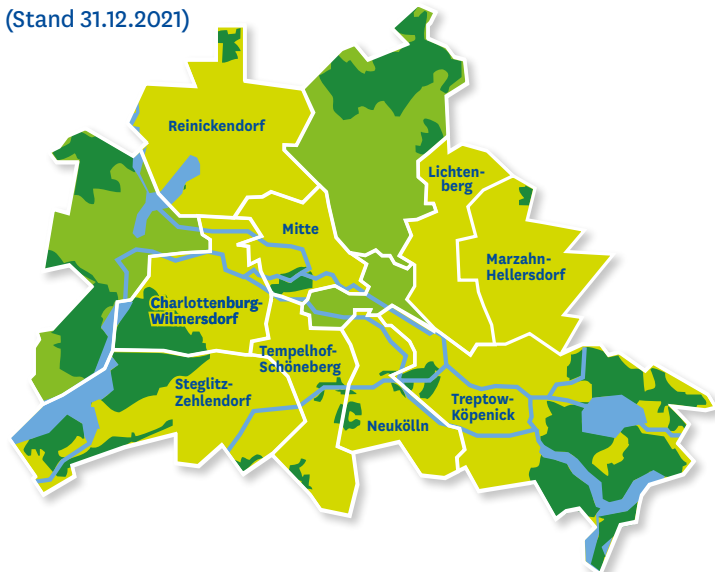 (Stand 31.12.2021)
Reinickendorf
Lichten-
berg
Mitte
Marzahn-
Hellersdorf
Charlottenburg-
Wilmersdorf
Tempelhof-
Schöneberg
Steglitz-
Zehlendorf
Treptow-
Köpenick
Neukölln